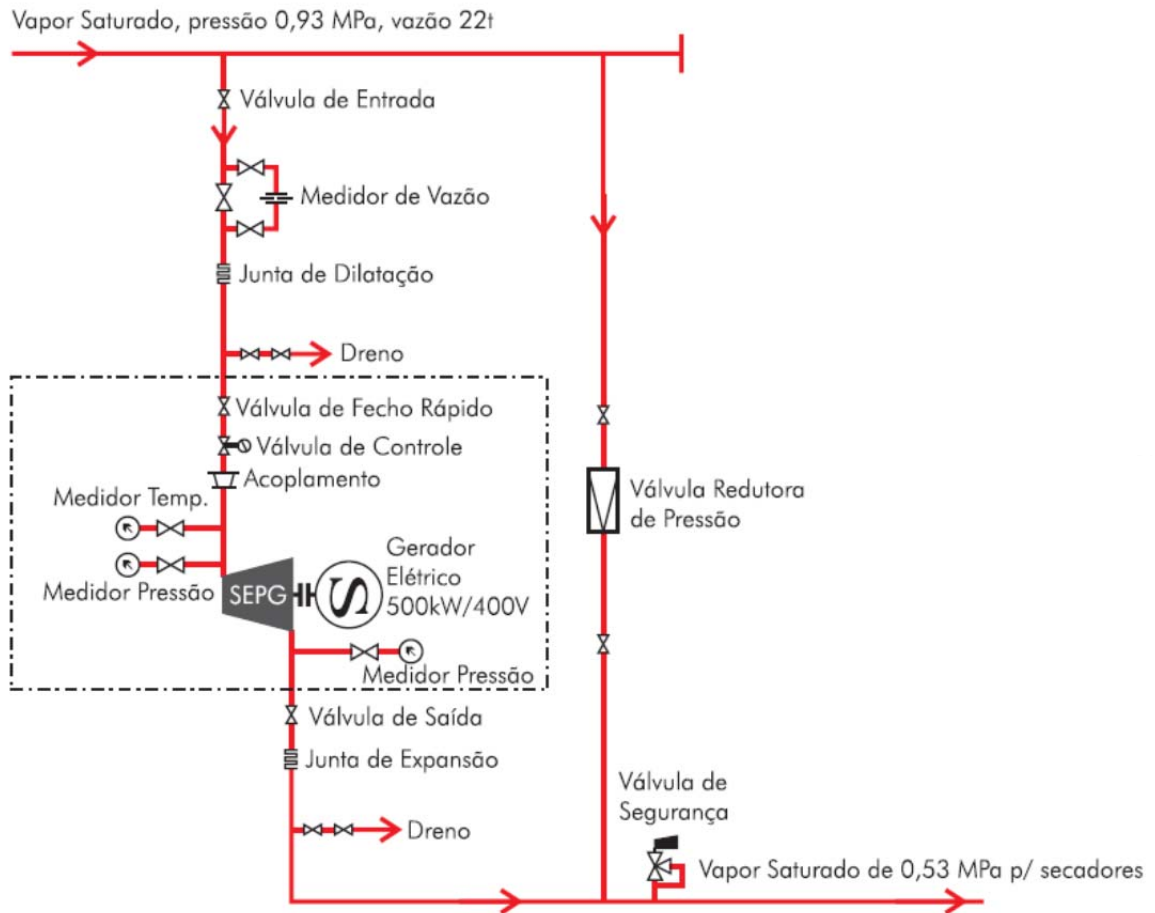 Vapor Saturado, pressão 0,93 MPa, vazão 22t
Válvula de Entrada
Medidor de Vazão
Junta de Dilatação
Dreno
Válvula de Fecho Rápido
Válvula de Controle
Acoplamento
Medidor Temp.
Medidor Pressão
SEPG
S
Gerador
Elétrico
500kW/400V
Medidor Pressão
Válvula Redutora
de Pressão
Válvula de Saída
Junta de Expansão
Dreno
Válvula de
Segurança
Vapor Saturado de 0,53 MPa p/ secadores